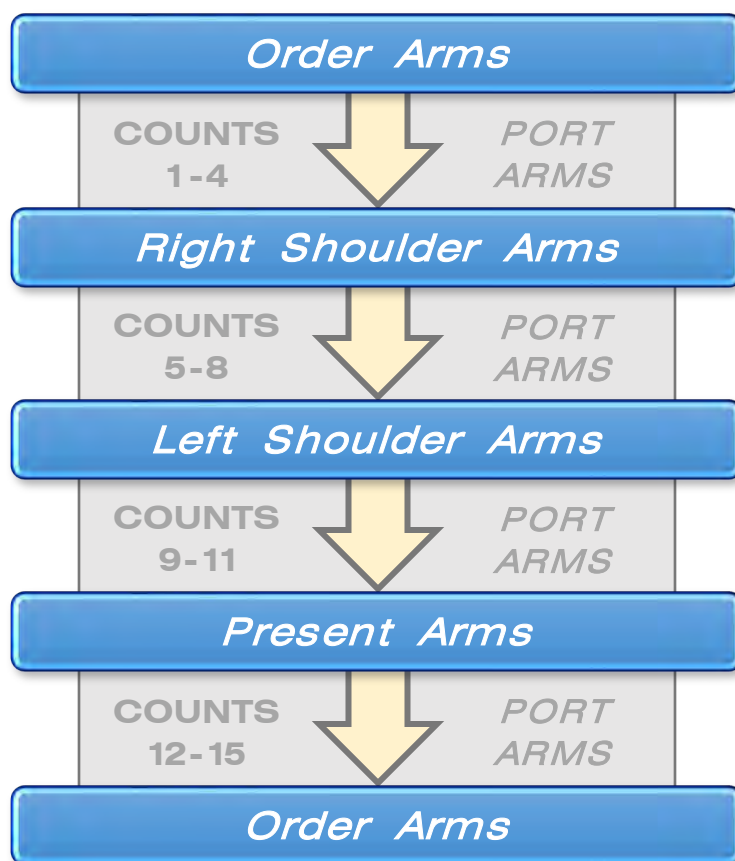 Order Arms
COUNTS
1-4
PORT
ARMS
Right Shoulder Arms
COUNTS
5-8
PORT
ARMS
Left Shoulder Arms
COUNTS
9-11
PORT
ARMS
Present Arms
COUNTS
12-15
PORT
ARMS
Order Arms